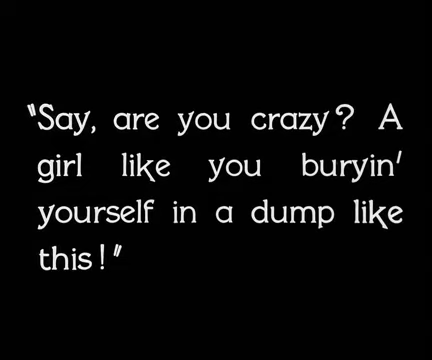 "Say, are you crazy? A
girl like you buryin'
yourself in a dump like
this!"